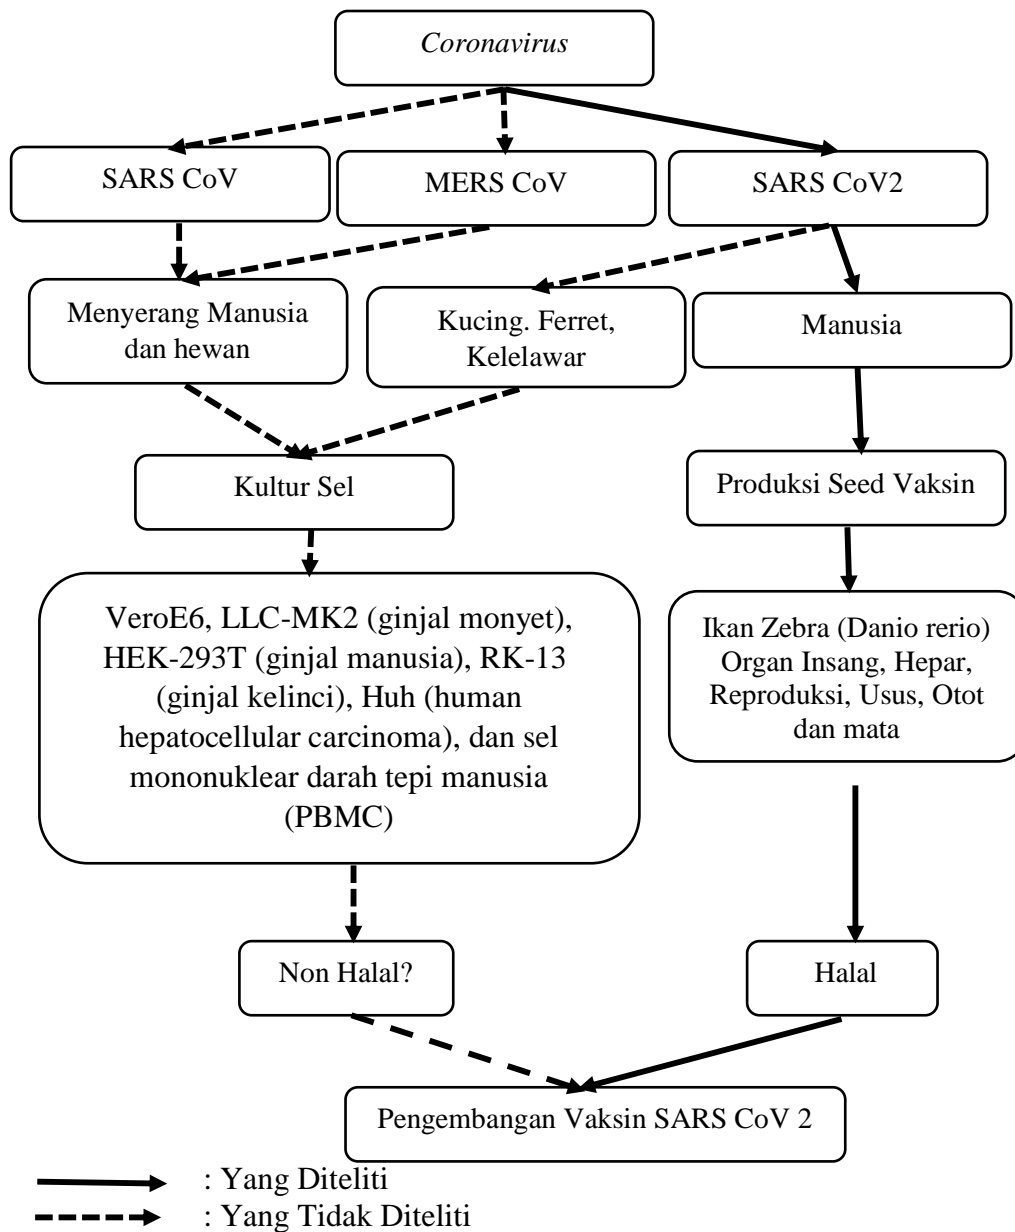 Coronavirus
SARS CoV
MERS CoV
SARS CoV2
Menyerang Manusia
dan hewan
Kucing. Ferret,
Kelelawar
Manusia
Kultur Sel
Produksi Seed Vaksin
VeroE6, LLC-MK2 (ginjal monyet),
HEK-293T (ginjal manusia), RK-13
(ginjal kelinci), Huh (human
hepatocellular carcinoma), dan sel
mononuklear darah tepi manusia
(PBMC)
Ikan Zebra (Danio rerio)
Organ Insang, Hepar,
Reproduksi, Usus, Otot
dan mata
Non Halal?
Halal
Pengembangan Vaksin SARS CoV 2
: Yang Diteliti
: Yang Tidak Diteliti